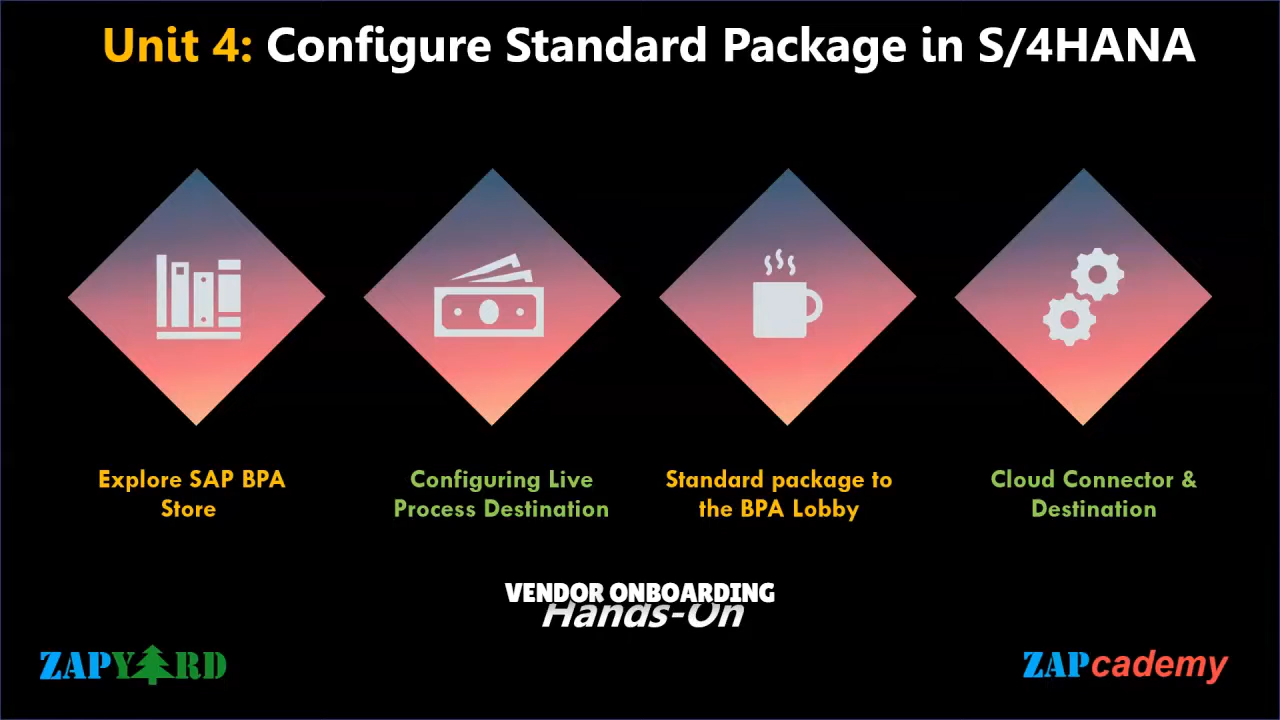 Unit 4: Configure Standard Package in S/4HANA
Explore SAP BPA
Store
Configuring Live
Process Destination
Standard package to
the BPA Lobby
Cloud Connector &
Destination
VENDOR ONBOARDING
Hands-On
ZAPYARD
ZAPcademy